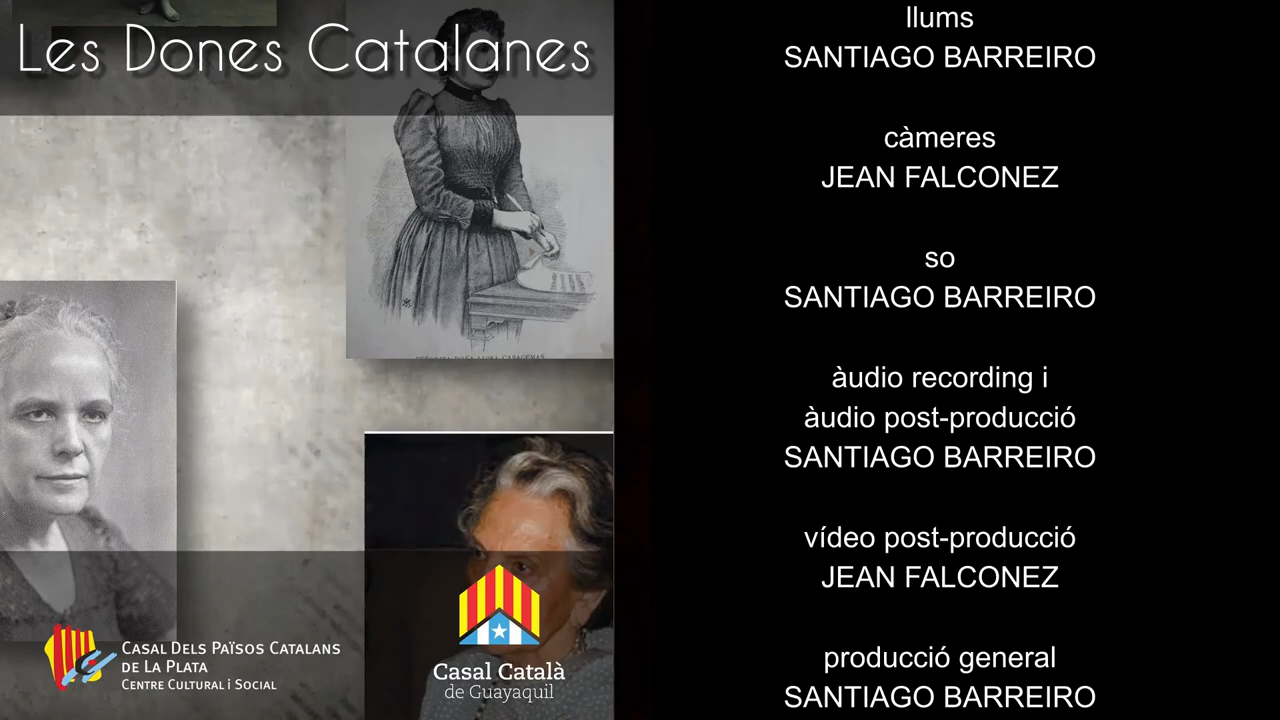 Les Dones Catalanes
CASAL DELS PAÏSOS CATALANS
DE LA PLATA
CENTRE CULTURAL i SOCIAL
Casal Català
de Guayaquil
llums
SANTIAGO BARREIRO
càmeres
JEAN FALCONEZ
so
SANTIAGO BARREIRO
àudio recording i
àudio post-producció
SANTIAGO BARREIRO
vídeo post-producció
JEAN FALCONEZ
producció general
SANTIAGO BARREIRO